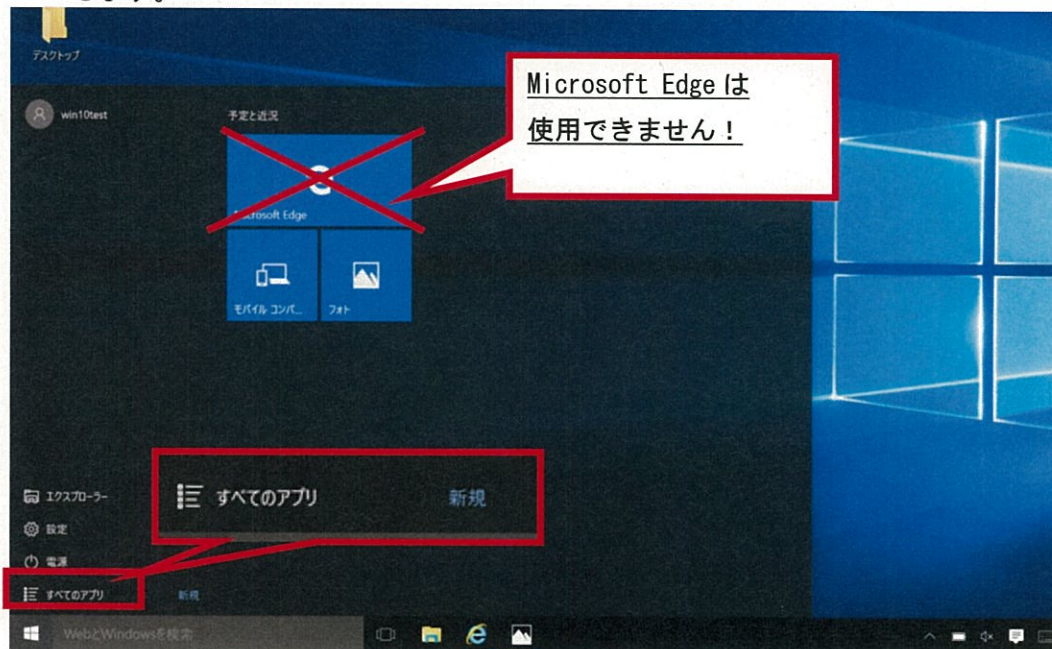 デスクトップ
win10test
予定と近況
Microsoft Edge は
使用できません！
Microsoft Edge
モバイル コンパ...
フォト
エクスプローラー
すべてのアプリ 新規
設定
電源
すべてのアプリ 新規
WebとWindowsを検索